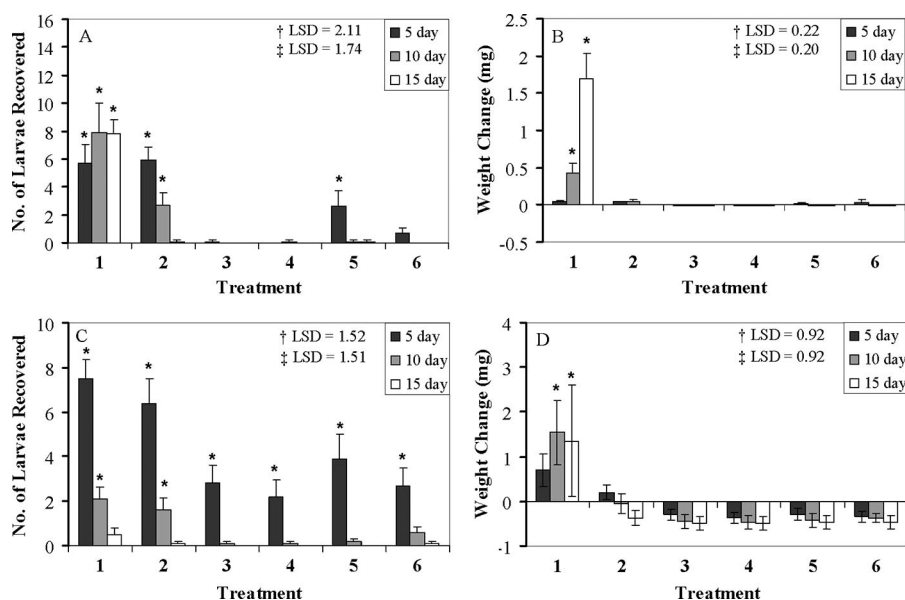 A
† LSD = 2.11
‡ LSD = 1.74
5 day
10 day
15 day
No. of Larvae Recovered
16
14
12
10
8
6
4
2
0
* * * * * *
1 2 3 4 5 6
Treatment
B
† LSD = 0.22
‡ LSD = 0.20
5 day
10 day
15 day
Weight Change (mg)
2.5
2
1.5
1
0.5
0
-0.5
* *
1 2 3 4 5 6
Treatment
C
† LSD = 1.52
‡ LSD = 1.51
5 day
10 day
15 day
No. of Larvae Recovered
10
8
6
4
2
0
* * * * * * * *
1 2 3 4 5 6
Treatment
D
† LSD = 0.92
‡ LSD = 0.92
5 day
10 day
15 day
Weight Change (mg)
4
3
2
1
0
-1
* *
1 2 3 4 5 6
Treatment